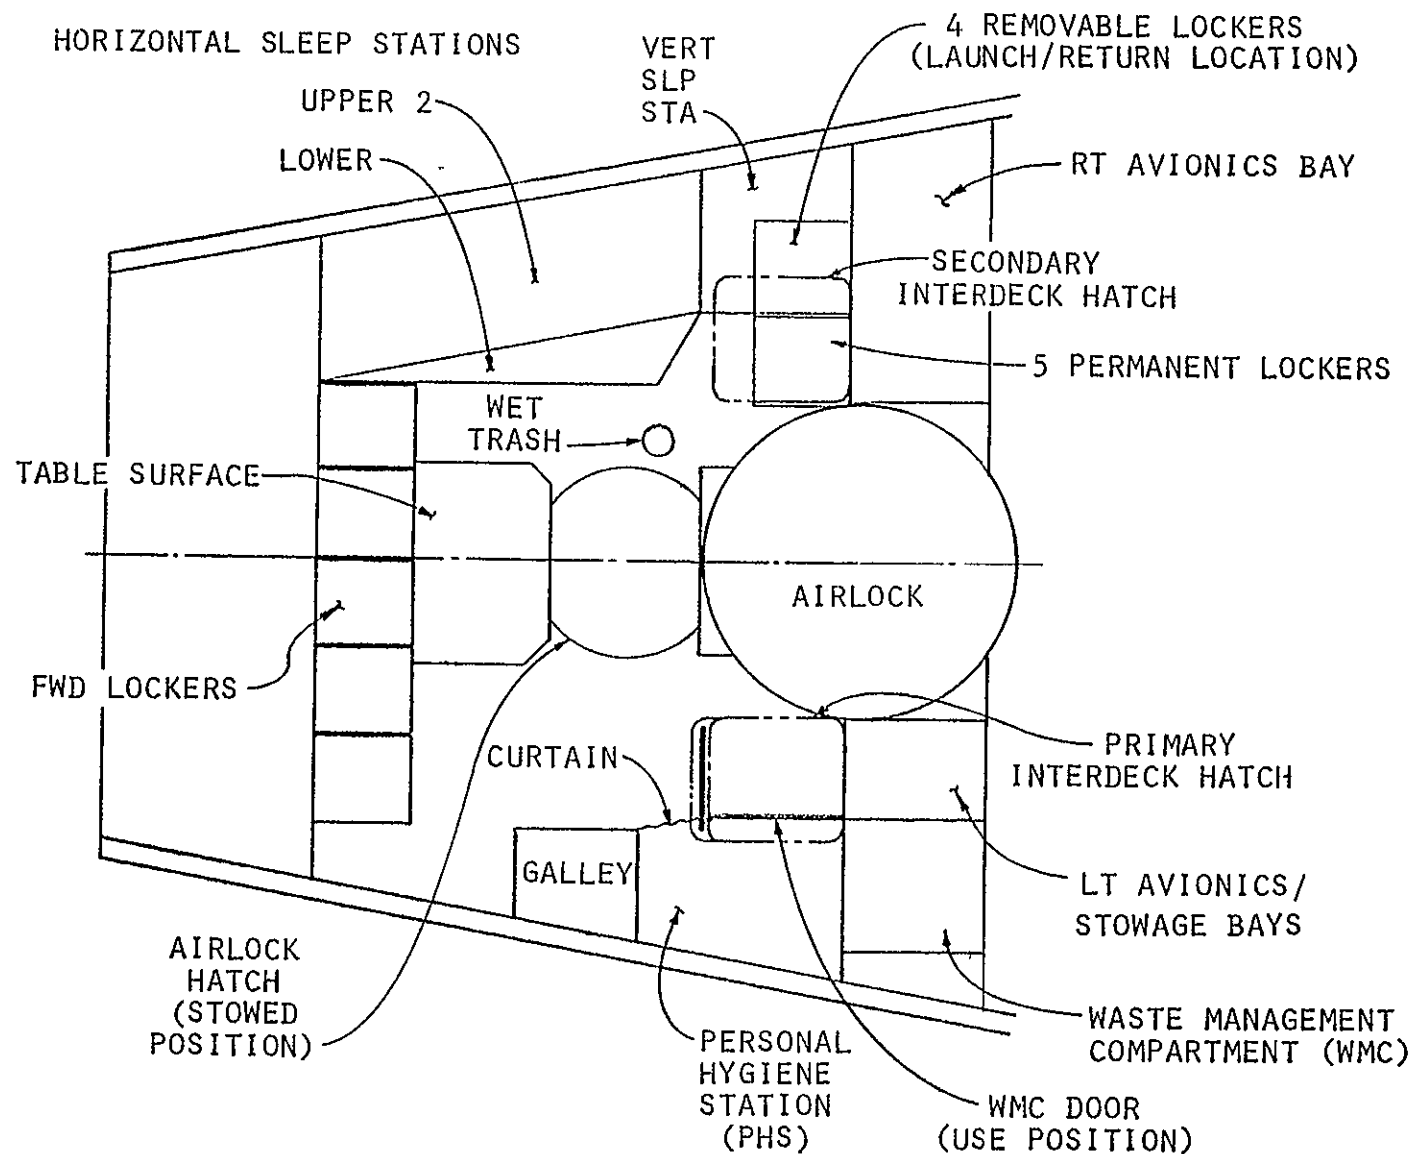 HORIZONTAL SLEEP STATIONS
UPPER 2
LOWER
VERT
SLP
STA
4 REMOVABLE LOCKERS
(LAUNCH/RETURN LOCATION)
RT AVIONICS BAY
SECONDARY
INTERDECK HATCH
5 PERMANENT LOCKERS
WET
TRASH
TABLE SURFACE
AIRLOCK
FWD LOCKERS
CURTAIN
PRIMARY
INTERDECK HATCH
GALLEY
LT AVIONICS/
STOWAGE BAYS
AIRLOCK
HATCH
(STOWED
POSITION)
PERSONAL
HYGIENE
STATION
(PHS)
WASTE MANAGEMENT
COMPARTMENT (WMC)
WMC DOOR
(USE POSITION)